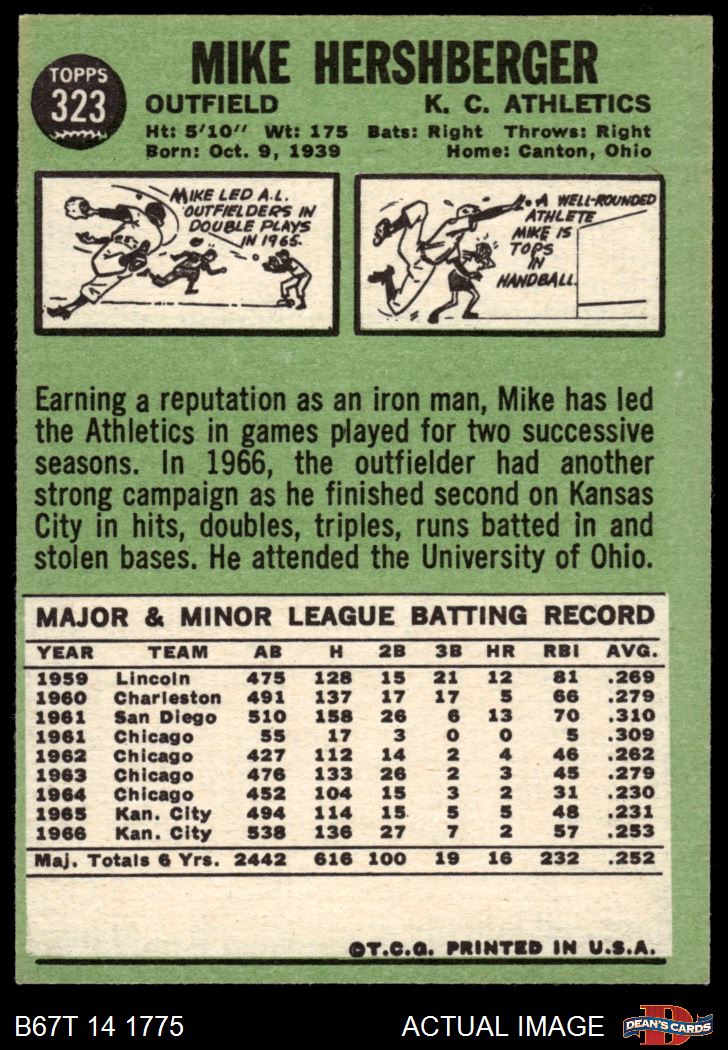 TOPPS
323
MIKE HERSHBERGER
OUTFIELD K. C. ATHLETICS
Ht: 5'10" Wt: 175 Bats: Right Throws: Right
Born: Oct. 9, 1939 Home: Canton, Ohio
MIKE LED A.L.
OUTFIELDERS IN
DOUBLE PLAYS
IN 1965.
A WELL-ROUNDED
ATHLETE
MIKE IS
TOPS
IN
HANDBALL.
Earning a reputation as an iron man, Mike has led
the Athletics in games played for two successive
seasons. In 1966, the outfielder had another
strong campaign as he finished second on Kansas
City in hits, doubles, triples, runs batted in and
stolen bases. He attended the University of Ohio.
MAJOR & MINOR LEAGUE BATTING RECORD
YEAR TEAM AB H 2B 3B HR RBI AVG.
1959 Lincoln 475 128 15 21 12 81 .269
1960 Charleston 491 137 17 17 5 66 .279
1961 San Diego 510 158 26 6 13 70 .310
1961 Chicago 55 17 3 0 0 5 .309
1962 Chicago 427 112 14 2 4 46 .262
1963 Chicago 476 133 26 2 3 45 .279
1964 Chicago 452 104 15 3 2 31 .230
1965 Kan. City 494 114 15 5 5 48 .231
1966 Kan. City 538 136 27 7 2 57 .253
Maj. Totals 6 Yrs. 2442 616 100 19 16 232 .252
©T.C.G. PRINTED IN U.S.A.
B67T 14 1775 ACTUAL IMAGE
D
DEAN'S CARDS